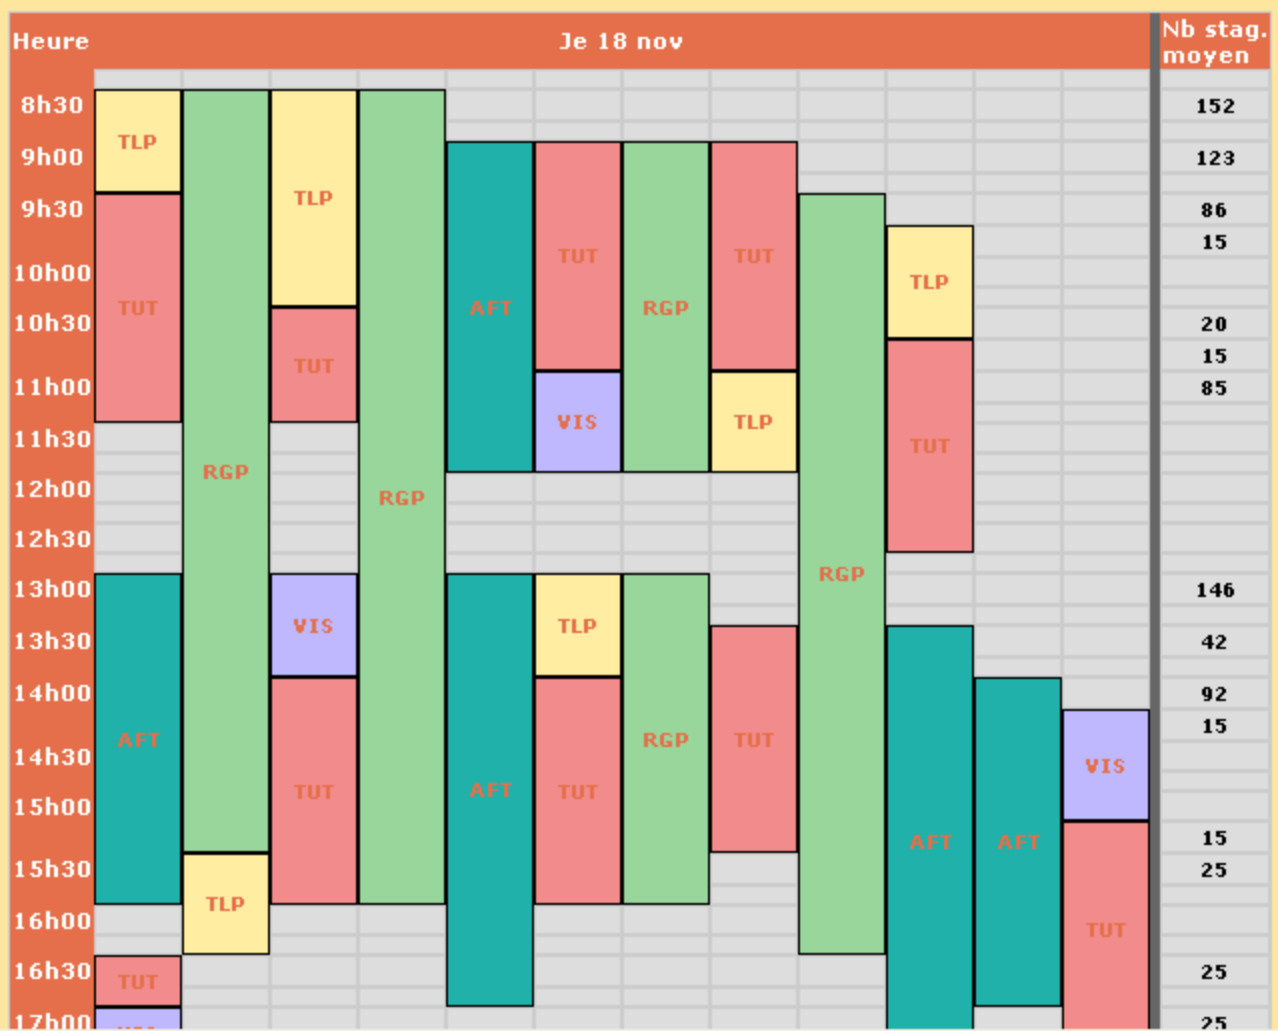 Heure Je 18 nov Nb stag. moyen
8h30 152
TLP
9h00 123
TLP
9h30 86
15
TUT TUT
10h00 TLP
TUT AFT RGP
10h30 20
15
TUT
11h00 85
VIS TLP
11h30 TUT
RGP
12h00 RGP
12h30
RGP
13h00 146
VIS TLP
13h30 42
14h00 92
15
AFT RGP TUT
14h30 VIS
TUT AFT TUT
15h00
AFT AFT 15
15h30 25
TLP
16h00 TUT
16h30 25
TUT
17h00 25